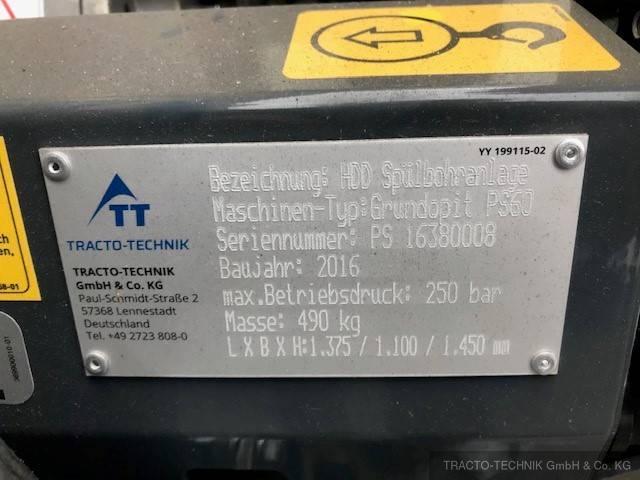 YY 199115-02
TT
TRACTO-TECHNIK
TRACTO-TECHNIK
GmbH & Co. KG
Paul-Schmidt-Straße 2
57368 Lennestadt
Deutschland
Tel. +49 2723 808-0
Bezeichnung: HDD Spülbohranlage
Maschinen-Typ:Grundopit PS60
Seriennummer: PS 16380008
Baujahr: 2016
max.Betriebsdruck: 250 bar
Masse: 490 kg
L X B X H:1.375 / 1.100 / 1.450 mm
TRACTO-TECHNIK GmbH & Co. KG